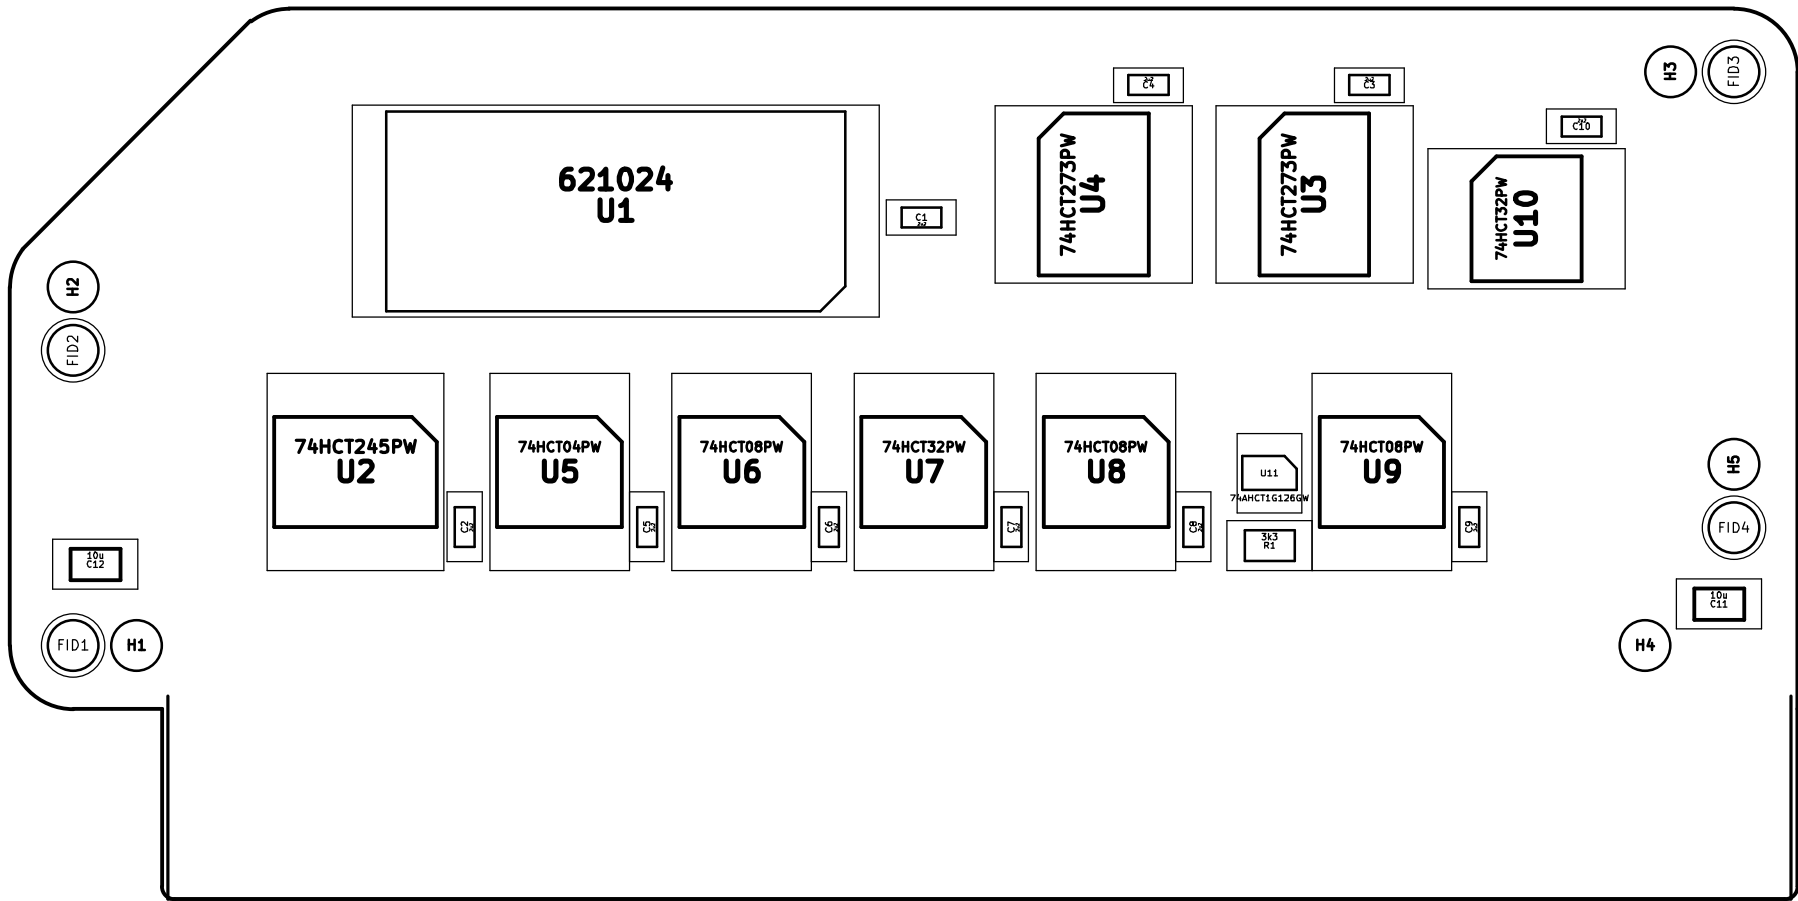 H3
FID3
C4
C3
C10
621024
U1
C1
74HCT273PW
U4
74HCT273PW
U3
74HCT32PW
U10
H2
FID2
74HCT245PW
U2
C2
74HCT04PW
U5
C5
74HCT08PW
U6
C6
74HCT32PW
U7
C7
74HCT08PW
U8
C8
U11
74AHCT1G126GW
3k3
R1
74HCT08PW
U9
C9
H5
FID4
10u
C12
10u
C11
FID1
H1
H4